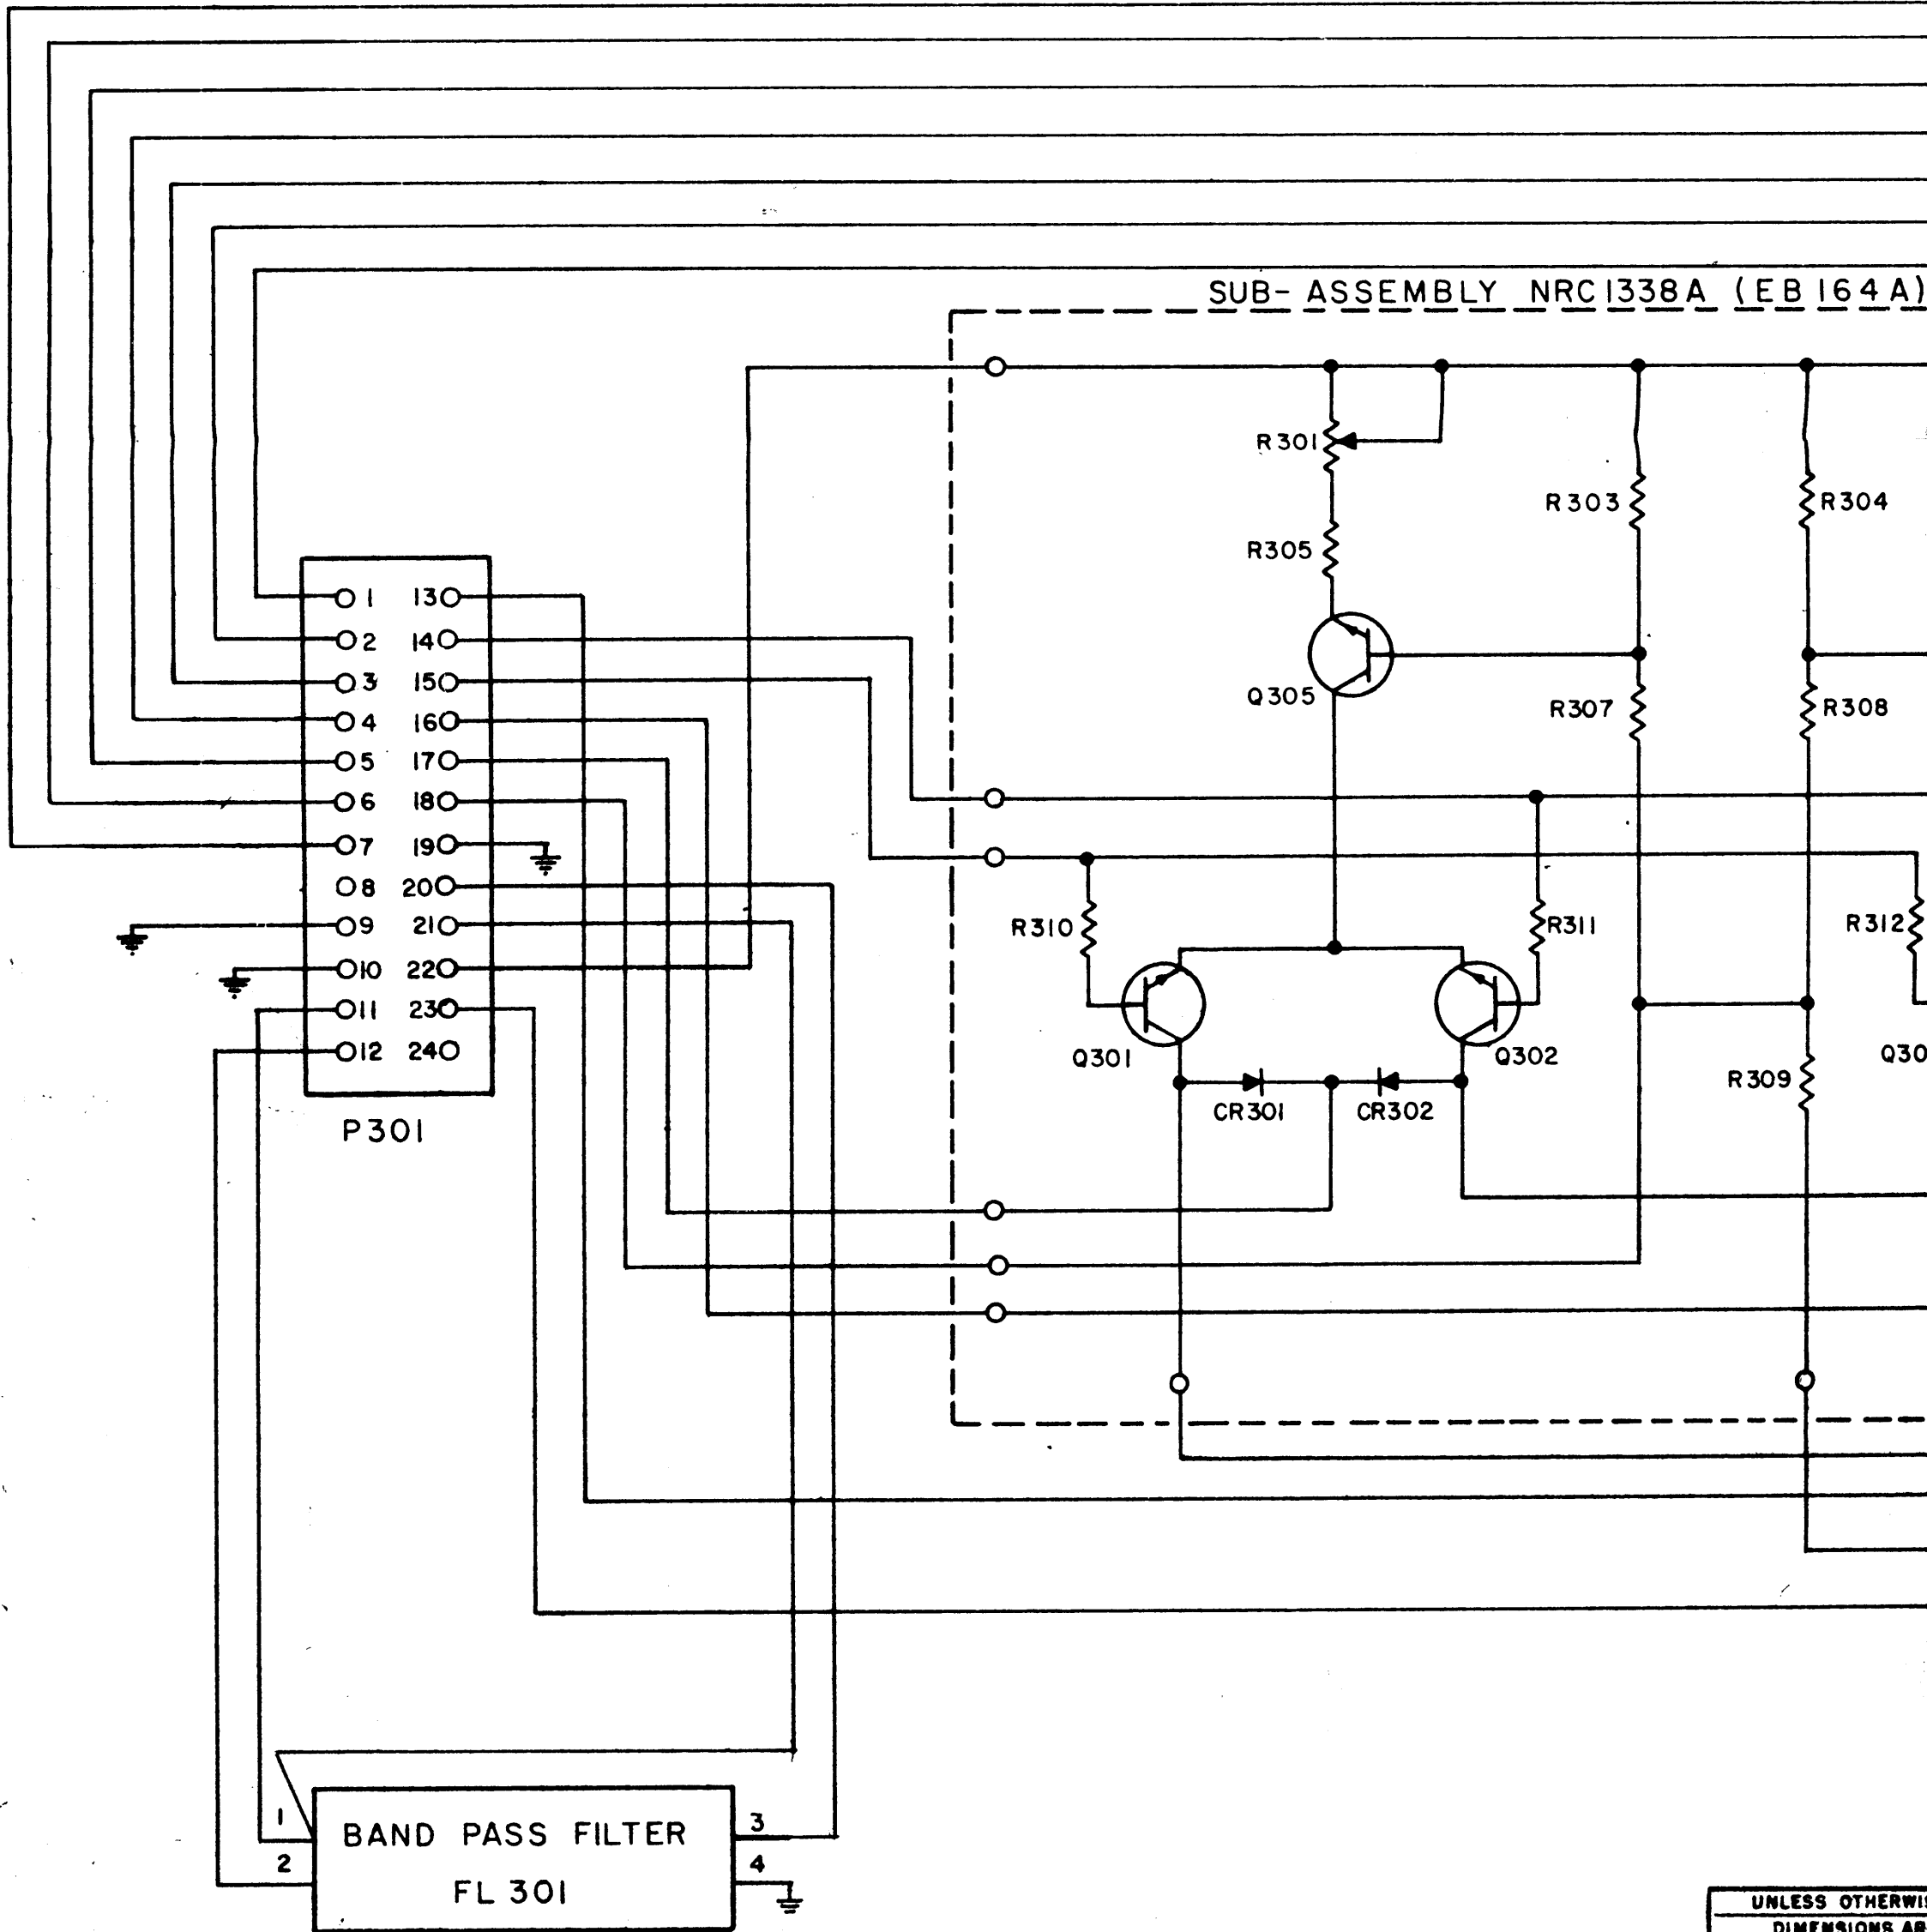 SUB-ASSEMBLY NRC1338A (EB164A)
R301
R303
R304
R305
Q305
R307
R308
1 13
2 14
3 15
4 16
5 17
6 18
7 19
8 20
9 21
10 22
11 23
12 24
P301
R310
R311
R312
Q301
Q302
Q30
R309
CR301
CR302
1
2
BAND PASS FILTER
FL 301
3
4
UNLESS
DIMENSIONS